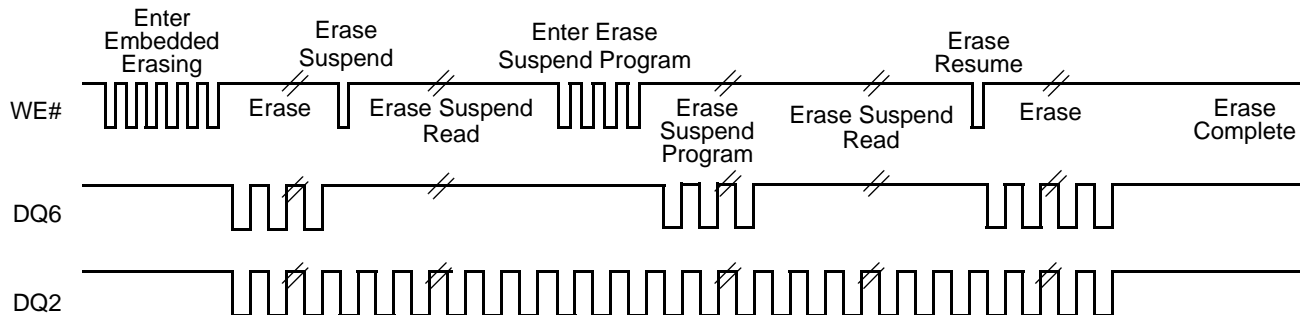 Enter
Embedded
Erasing
Erase
Suspend
Enter Erase
Suspend Program
Erase
Resume
WE#
Erase
Erase Suspend
Read
Erase
Suspend
Program
Erase Suspend
Read
Erase
Erase
Complete
DQ6
DQ2